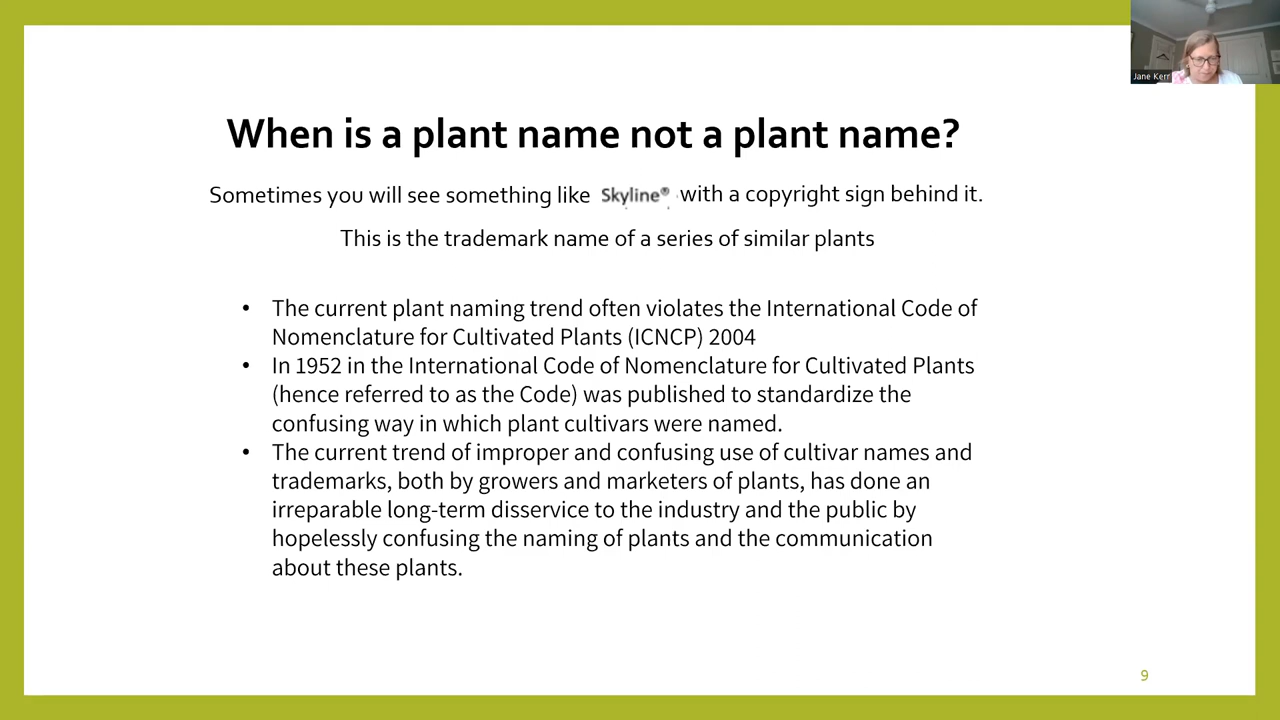 Jane Kerr
When is a plant name not a plant name?
Sometimes you will see something like Skyline® with a copyright sign behind it.
This is the trademark name of a series of similar plants
• The current plant naming trend often violates the International Code of
Nomenclature for Cultivated Plants (ICNCP) 2004
• In 1952 in the International Code of Nomenclature for Cultivated Plants
(hence referred to as the Code) was published to standardize the
confusing way in which plant cultivars were named.
• The current trend of improper and confusing use of cultivar names and
trademarks, both by growers and marketers of plants, has done an
irreparable long-term disservice to the industry and the public by
hopelessly confusing the naming of plants and the communication
about these plants.
9